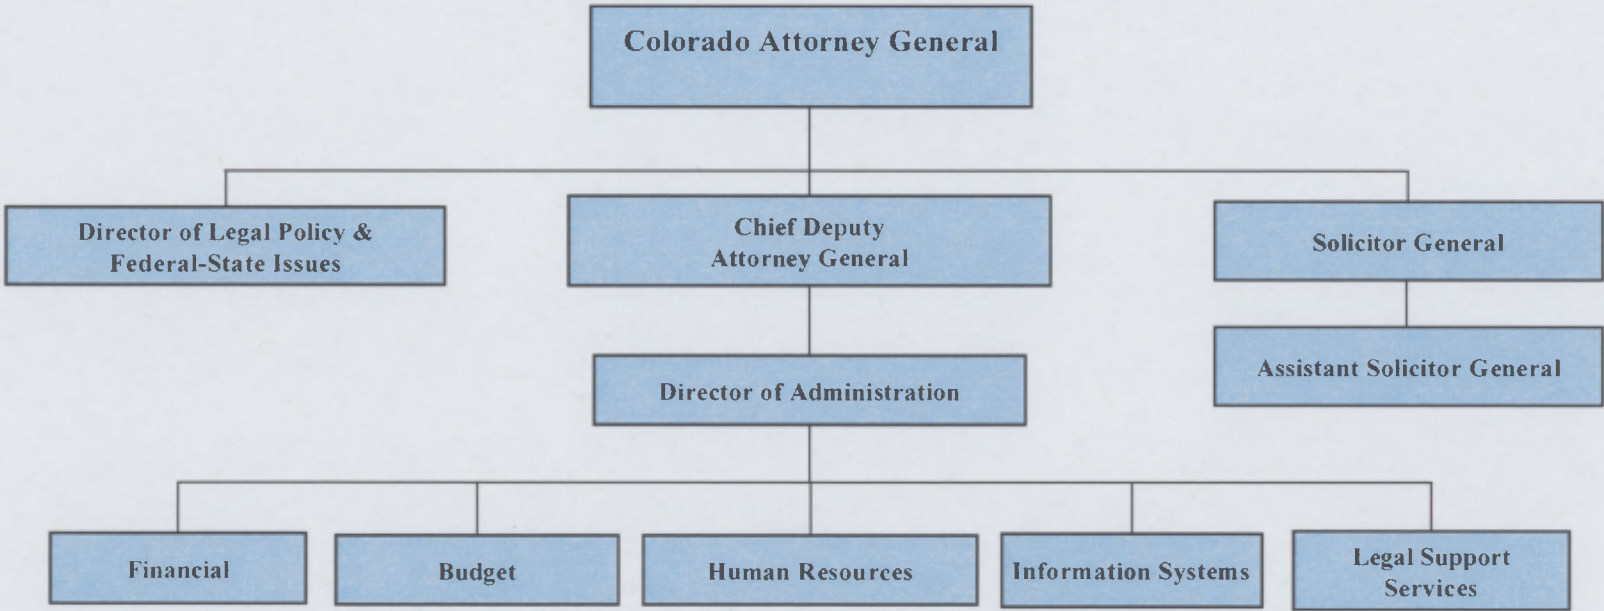 Colorado Attorney General
Director of Legal Policy &
Federal-State Issues
Chief Deputy
Attorney General
Solicitor General
Assistant Solicitor General
Director of Administration
Financial
Budget
Human Resources
Information Systems
Legal Support
Services